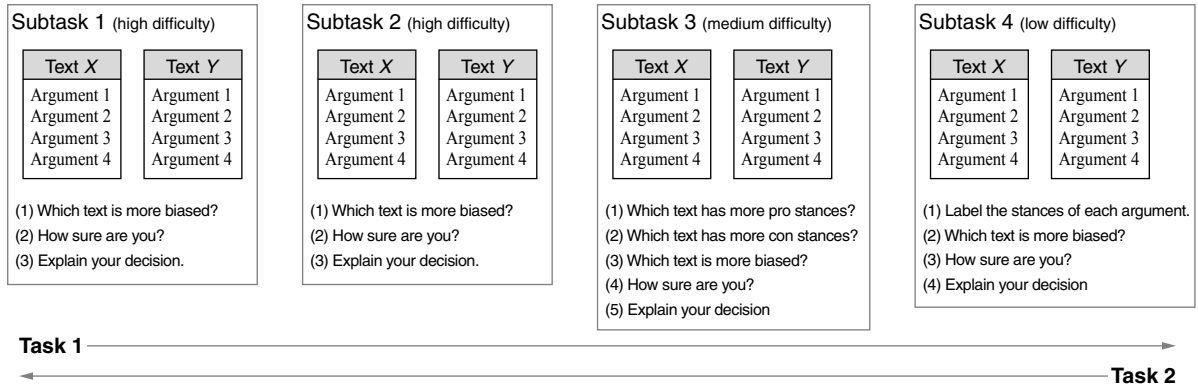 Subtask 1 (high difficulty)
Text X
Text Y
Argument 1
Argument 2
Argument 3
Argument 4
Argument 1
Argument 2
Argument 3
Argument 4
(1) Which text is more biased?
(2) How sure are you?
(3) Explain your decision.
Subtask 2 (high difficulty)
Text X
Text Y
Argument 1
Argument 2
Argument 3
Argument 4
Argument 1
Argument 2
Argument 3
Argument 4
(1) Which text is more biased?
(2) How sure are you?
(3) Explain your decision.
Subtask 3 (medium difficulty)
Text X
Text Y
Argument 1
Argument 2
Argument 3
Argument 4
Argument 1
Argument 2
Argument 3
Argument 4
(1) Which text has more pro stances?
(2) Which text has more con stances?
(3) Which text is more biased?
(4) How sure are you?
(5) Explain your decision
Subtask 4 (low difficulty)
Text X
Text Y
Argument 1
Argument 2
Argument 3
Argument 4
Argument 1
Argument 2
Argument 3
Argument 4
(1) Label the stances of each argument.
(2) Which text is more biased?
(3) How sure are you?
(4) Explain your decision
Task 1
Task 2